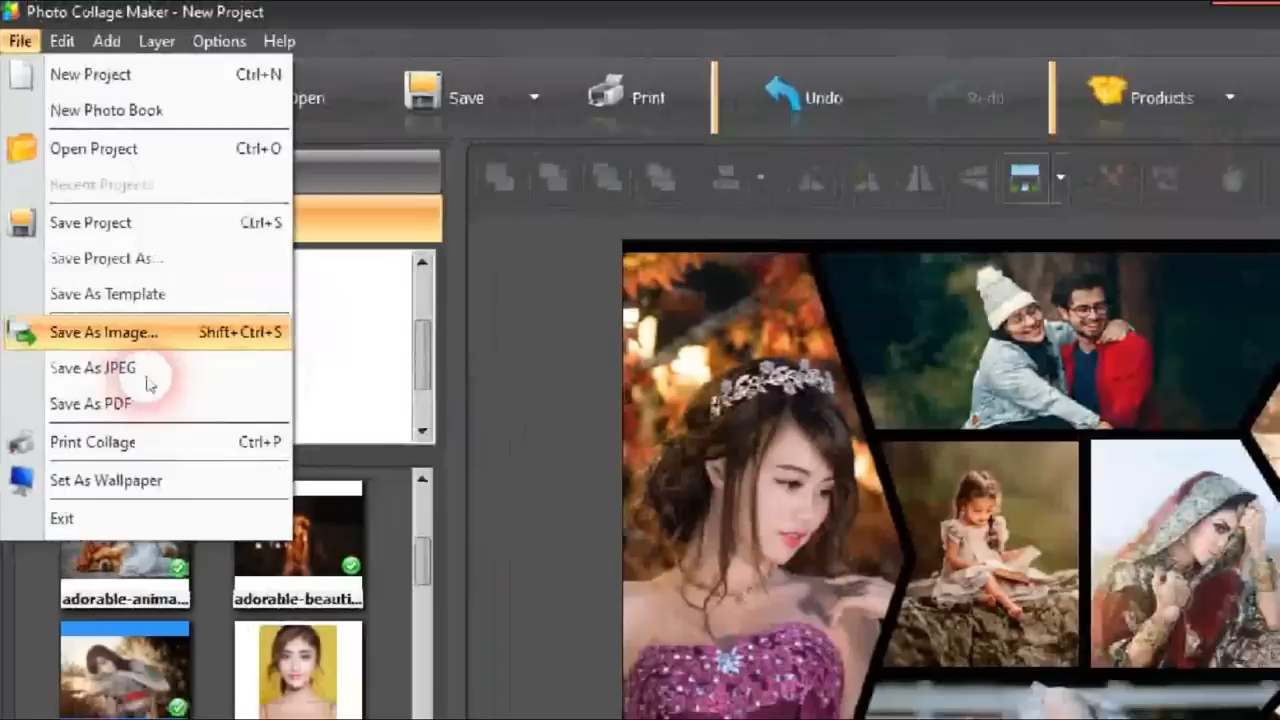 Photo Collage Maker - New Project
File Edit Add Layer Options Help
New Project Ctrl+N
New Photo Book
Open Project Ctrl+O
Recent Projects
Save Project Ctrl+S
Save Project As...
Save As Template
Save As Image... Shift+Ctrl+S
Save As JPEG
Save As PDF
Print Collage Ctrl+P
Set As Wallpaper
Exit
pen Save Print Undo Redo Products
adorable-anima... adorable-beauti...